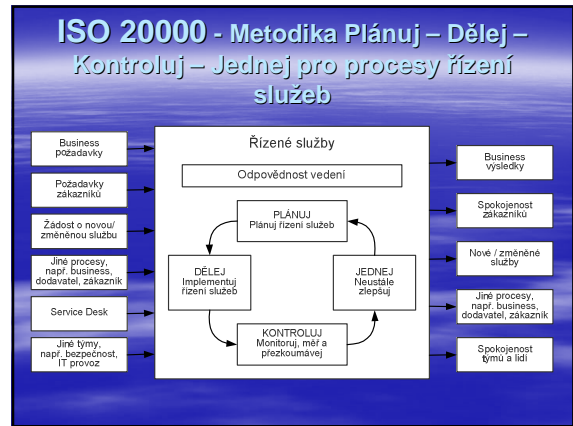 ISO 20000 - Metodika Plánuj – Dělej –
Kontroluj – Jednej pro procesy řízení
služeb
Business
požadavky
Požadavky
zákazníků
Žádost o novou/
změněnou službu
Jiné procesy,
např. business,
dodavatel, zákazník
Service Desk
Jiné týmy,
např. bezpečnost,
IT provoz
Řízené služby
Odpovědnost vedení
PLÁNUJ
Plánuj řízení služeb
DĚLEJ
Implementuj
řízení služeb
JEDNEJ
Neustále
zlepšuj
KONTROLUJ
Monitoruj, měř a
přezkoumávej
Business
výsledky
Spokojenost
zákazníků
Nové / změněné
služby
Jiné procesy,
např. business,
dodavatel, zákazník
Spokojenost
týmů a lidí